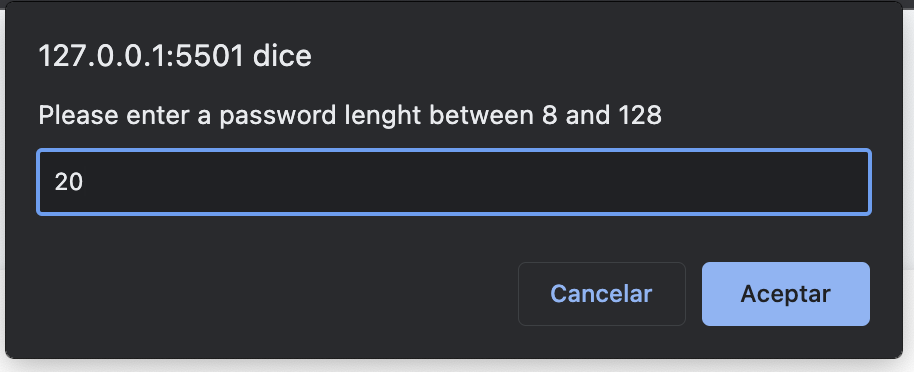 127.0.0.1:5501 dice
Please enter a password lenght between 8 and 128
20
Cancelar
Aceptar